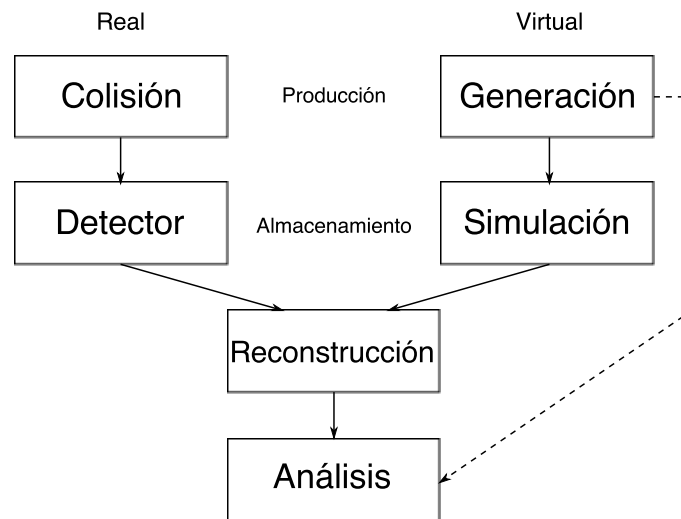 Real
Virtual
Colisión
Producción
Generación
Detector
Almacenamiento
Simulación
Reconstrucción
Análisis